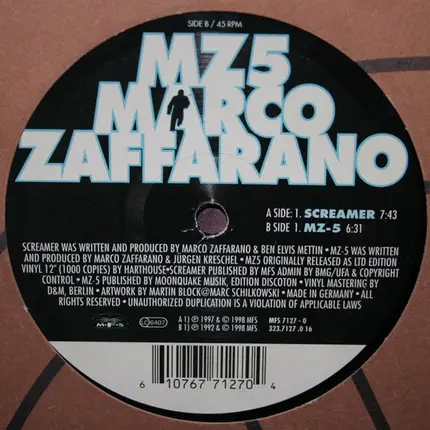 SIDE B / 45 RPM
MZ5
MARCO
ZAFFARANO
A SIDE: 1. SCREAMER 7:43
B SIDE 1. MZ-5 6:31
SCREAMER WAS WRITTEN AND PRODUCED BY MARCO ZAFFARANO & BEN ELVIS METTIN • MZ-5 WAS WRITTEN
AND PRODUCED BY MARCO ZAFFARANO & JÜRGEN KRESCHEL • MZ5 ORIGINALLY RELEASED AS LTD EDITION
VINYL 12" (1000 COPIES) BY HARTHOUSE • SCREAMER PUBLISHED BY MFS ADMIN BY BMG/UFA & COPYRIGHT
CONTROL • MZ-5 PUBLISHED BY MOONQUAKE MUSIK, EDITION DISCOTON • VINYL MASTERING BY
D&M, BERLIN • ARTWORK BY MARTIN BLOCK@MARC SCHILKOWSKI • MADE IN GERMANY • ALL
RIGHTS RESERVED • UNAUTHORIZED DUPLICATION IS A VIOLATION OF APPLICABLE LAWS
M·F·S LC6407 A 1) ℗ 1997 & © 1998 MFS MFS 7127 - 0
B 1) ℗ 1992 & © 1998 MFS 323.7127 .0 16
6 10767 71270 4